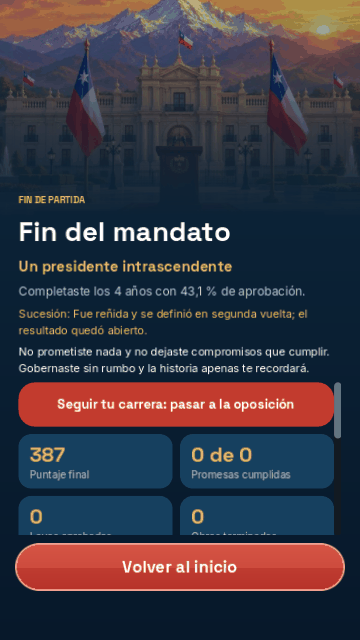 FIN DE PARTIDA
Fin del mandato
Un presidente intrascendente
Completaste los 4 años con 43,1 % de aprobación.
Sucesión: Fue reñida y se definió en segunda vuelta; el
resultado quedó abierto.
No prometiste nada y no dejaste compromisos que cumplir.
Gobernaste sin rumbo y la historia apenas te recordará.
Seguir tu carrera: pasar a la oposición
387
Puntaje final
0 de 0
Promesas cumplidas
0
0
Volver al inicio